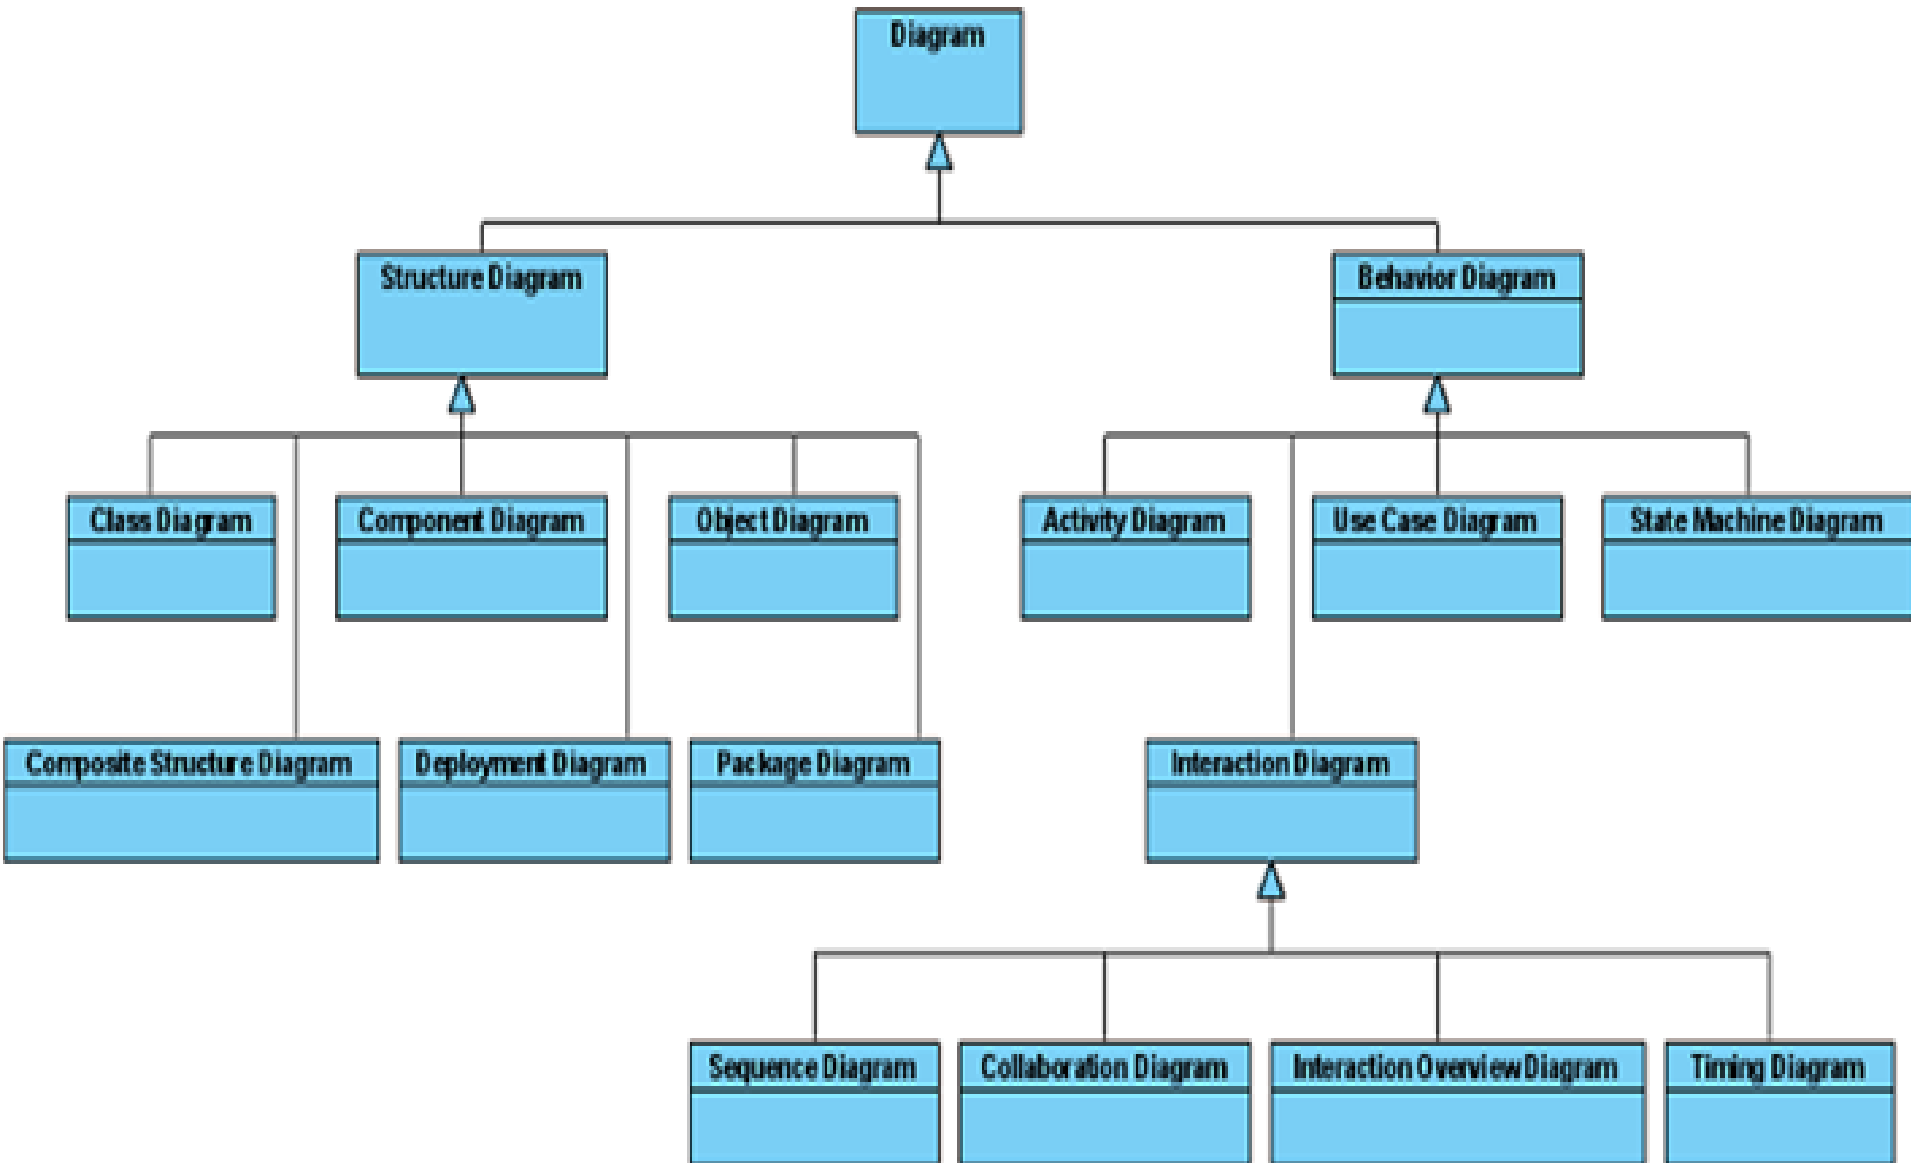 Diagram
Structure Diagram
Behavior Diagram
Class Diagram
Component Diagram
Object Diagram
Activity Diagram
Use Case Diagram
State Machine Diagram
Composite Structure Diagram
Deployment Diagram
Package Diagram
Interaction Diagram
Sequence Diagram
Collaboration Diagram
Interaction Overview Diagram
Timing Diagram